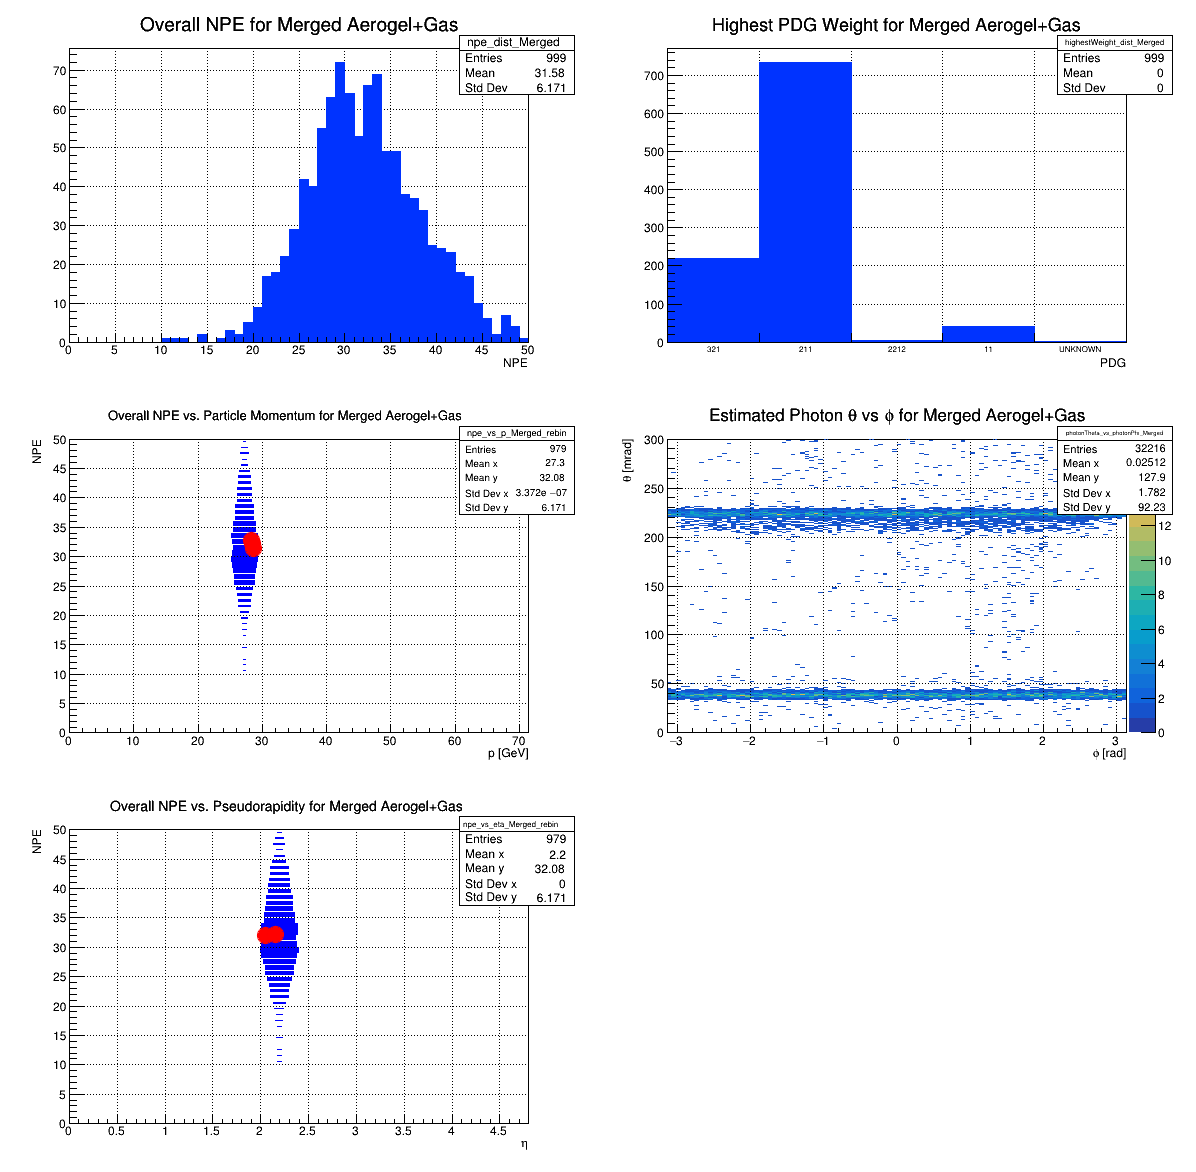 Overall NPE for Merged Aerogel+Gas
npe_dist_Merged
Entries 999
Mean 31.58
Std Dev 6.171
70
60
50
40
30
20
10
0
0 5 10 15 20 25 30 35 40 45 50
NPE
Highest PDG Weight for Merged Aerogel+Gas
highestWeight_dist_Merged
Entries 999
Mean 0
Std Dev 0
700
600
500
400
300
200
100
0
321 211 2212 11 UNKNOWN
PDG
Overall NPE vs. Particle Momentum for Merged Aerogel+Gas
npe_vs_p_Merged_rebin
Entries 979
Mean x 27.3
Mean y 32.08
Std Dev x 3.372e −07
Std Dev y 6.171
NPE
50
45
40
35
30
25
20
15
10
5
0
0 10 20 30 40 50 60 70
p [GeV]
Estimated Photon θ vs ϕ for Merged Aerogel+Gas
photonTheta_vs_photonPhi_Merged
Entries 32216
Mean x 0.02512
Mean y 127.9
Std Dev x 1.782
Std Dev y 92.23
θ [mrad]
300
250
200
150
100
50
0
−3 −2 −1 0 1 2 3
ϕ [rad]
12
10
8
6
4
2
0
Overall NPE vs. Pseudorapidity for Merged Aerogel+Gas
npe_vs_eta_Merged_rebin
Entries 979
Mean x 2.2
Mean y 32.08
Std Dev x 0
Std Dev y 6.171
NPE
50
45
40
35
30
25
20
15
10
5
0
0 0.5 1 1.5 2 2.5 3 3.5 4 4.5
η